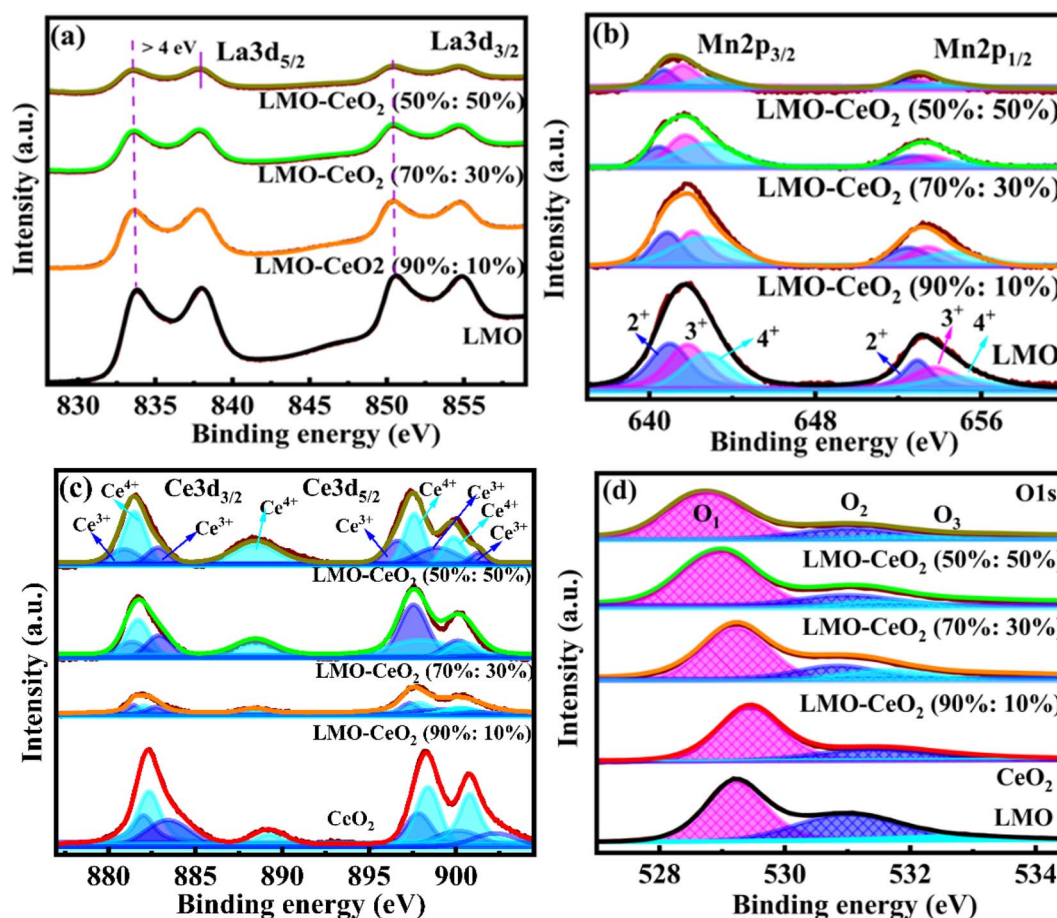 (a)
> 4 eV
La3d5/2
La3d3/2
LMO-CeO2 (50%: 50%)
LMO-CeO2 (70%: 30%)
LMO-CeO2 (90%: 10%)
LMO
Intensity (a.u.)
830 835 840 845 850 855
Binding energy (eV)
(b)
Mn2p3/2
Mn2p1/2
LMO-CeO2 (50%: 50%)
LMO-CeO2 (70%: 30%)
LMO-CeO2 (90%: 10%)
2+ 3+ 4+
2+ 3+ 4+
LMO
Intensity (a.u.)
640 648 656
Binding energy (eV)
(c)
Ce4+ Ce3d3/2 Ce3d5/2
Ce3+ Ce3+ Ce4+ Ce3+ Ce4+ Ce3+ Ce4+ Ce3+
LMO-CeO2 (50%: 50%)
LMO-CeO2 (70%: 30%)
LMO-CeO2 (90%: 10%)
CeO2
Intensity (a.u.)
880 885 890 895 900
Binding energy (eV)
(d)
O1s
O1
O2
O3
LMO-CeO2 (50%: 50%)
LMO-CeO2 (70%: 30%)
LMO-CeO2 (90%: 10%)
CeO2
LMO
Intensity (a.u.)
528 530 532 534
Binding energy (eV)